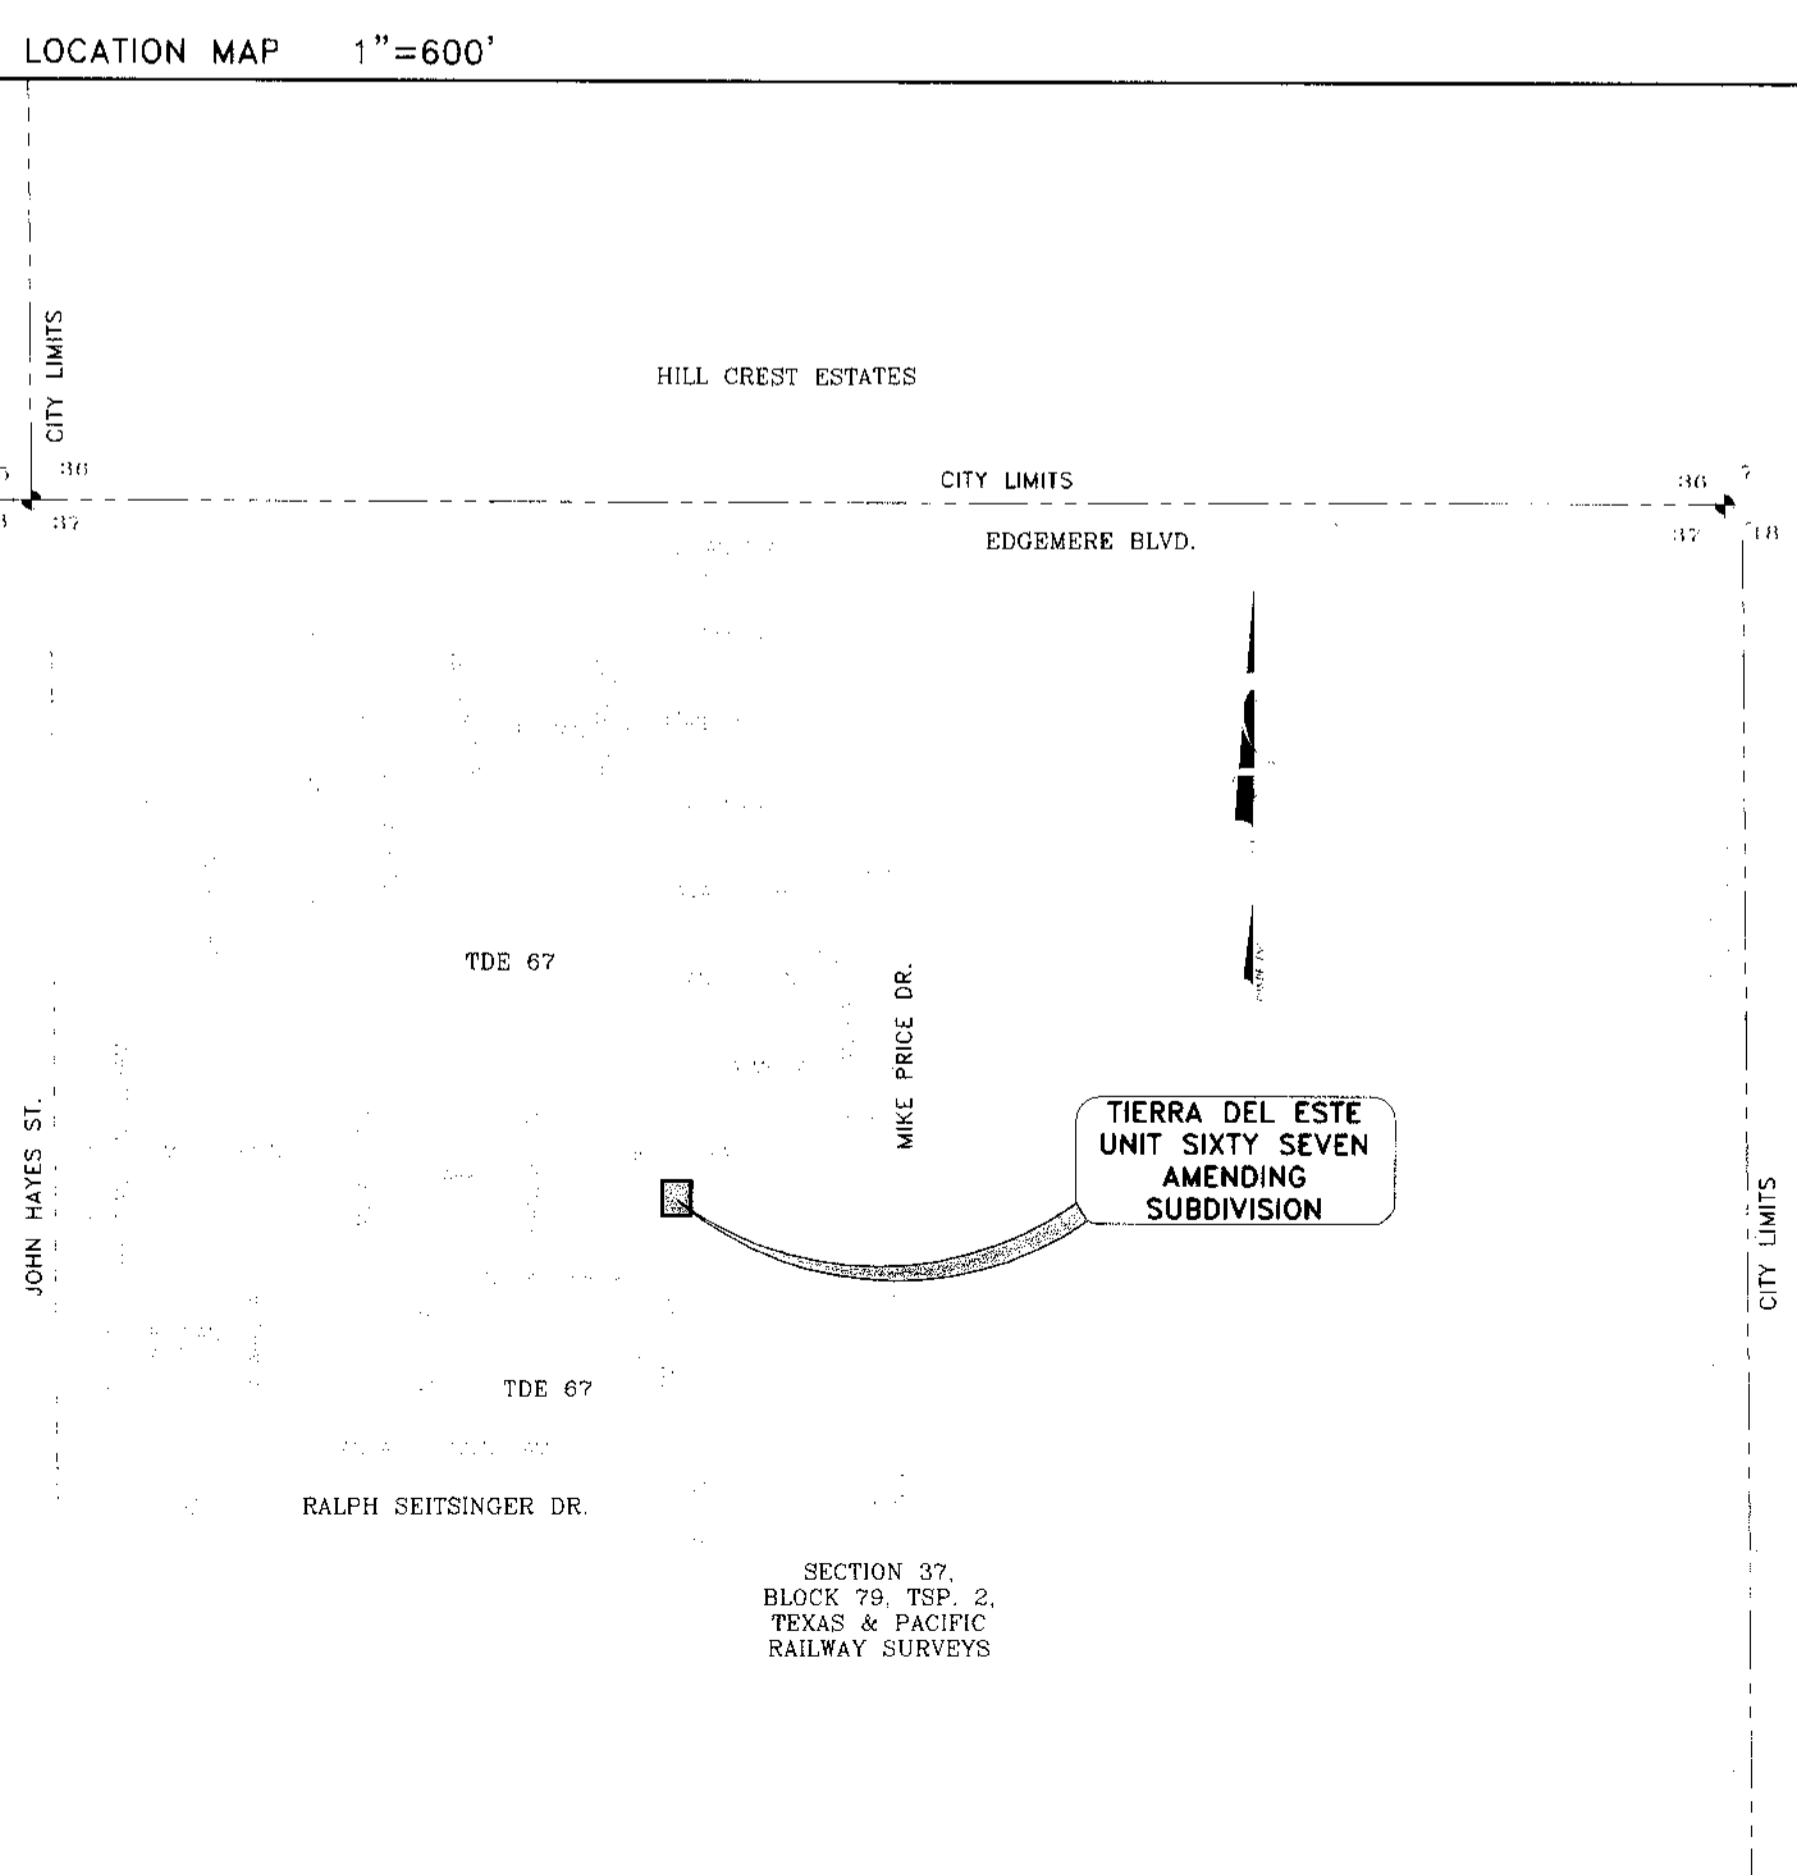 LOCATION MAP 1"=600'
CITY LIMITS
HILL CREST ESTATES
36
CITY LIMITS
36
7
37
EDGEMERE BLVD.
37
18
TDE 67
MIKE PRICE DR.
JOHN HAYES ST.
TIERRA DEL ESTE
UNIT SIXTY SEVEN
AMENDING
SUBDIVISION
CITY LIMITS
TDE 67
RALPH SEITSINGER DR.
SECTION 37,
BLOCK 79, TSP. 2,
TEXAS & PACIFIC
RAILWAY SURVEYS